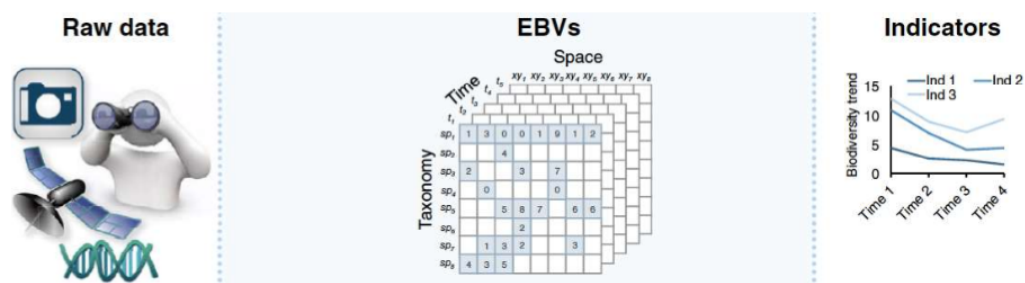 Raw data
EBVs
Indicators
Space
xy₁ xy₂ xy₃ xy₄ xy₅ xy₆ xy₇ xy₈
Time
t₅
t₄
t₃
t₂
t₁
Taxonomy
sp₁ 1 3 0 0 1 9 1 2
sp₂ 4
sp₃ 2 3 7
sp₄ 0 0
sp₅ 5 8 7 6 6
sp₆ 2
sp₇ 1 3 2 3
sp₈ 4 3 5
Biodiversity trend
Ind 1 Ind 2
Ind 3
15
10
5
0
Time 1 Time 2 Time 3 Time 4